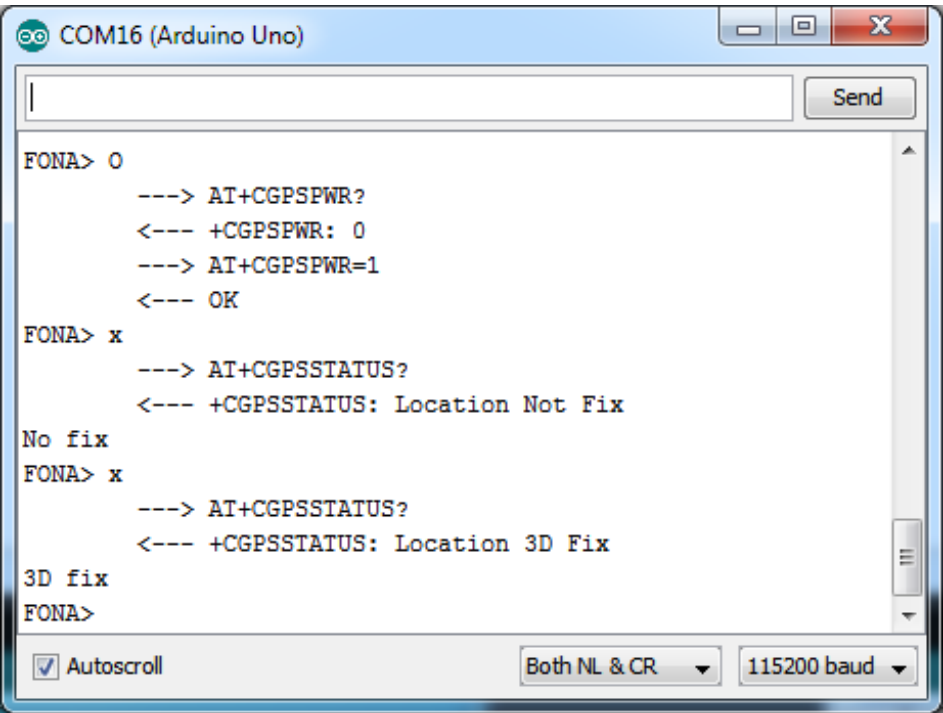 COM16 (Arduino Uno)
Send
FONA> O
---> AT+CGPSPWR?
<--- +CGPSPWR: 0
---> AT+CGPSPWR=1
<--- OK
FONA> x
---> AT+CGPSSTATUS?
<--- +CGPSSTATUS: Location Not Fix
No fix
FONA> x
---> AT+CGPSSTATUS?
<--- +CGPSSTATUS: Location 3D Fix
3D fix
FONA>
Autoscroll
Both NL & CR
115200 baud